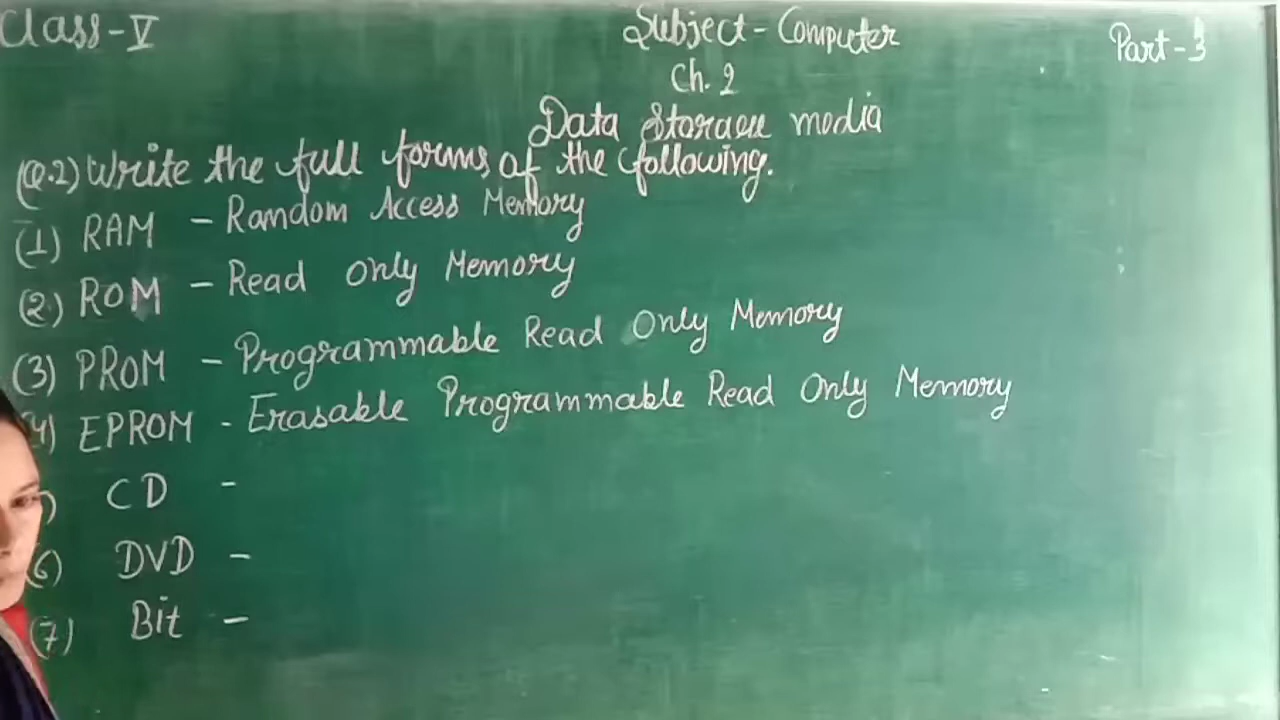 Class-V
Subject-Computer
Part-3
Ch.2
Data Storage media
(Q.2) Write the full forms of the following.
(1) RAM - Random Access Memory
(2) ROM - Read Only Memory
(3) PROM - Programmable Read Only Memory
4) EPROM - Erasable Programmable Read Only Memory
) CD -
(6) DVD -
(7) Bit -